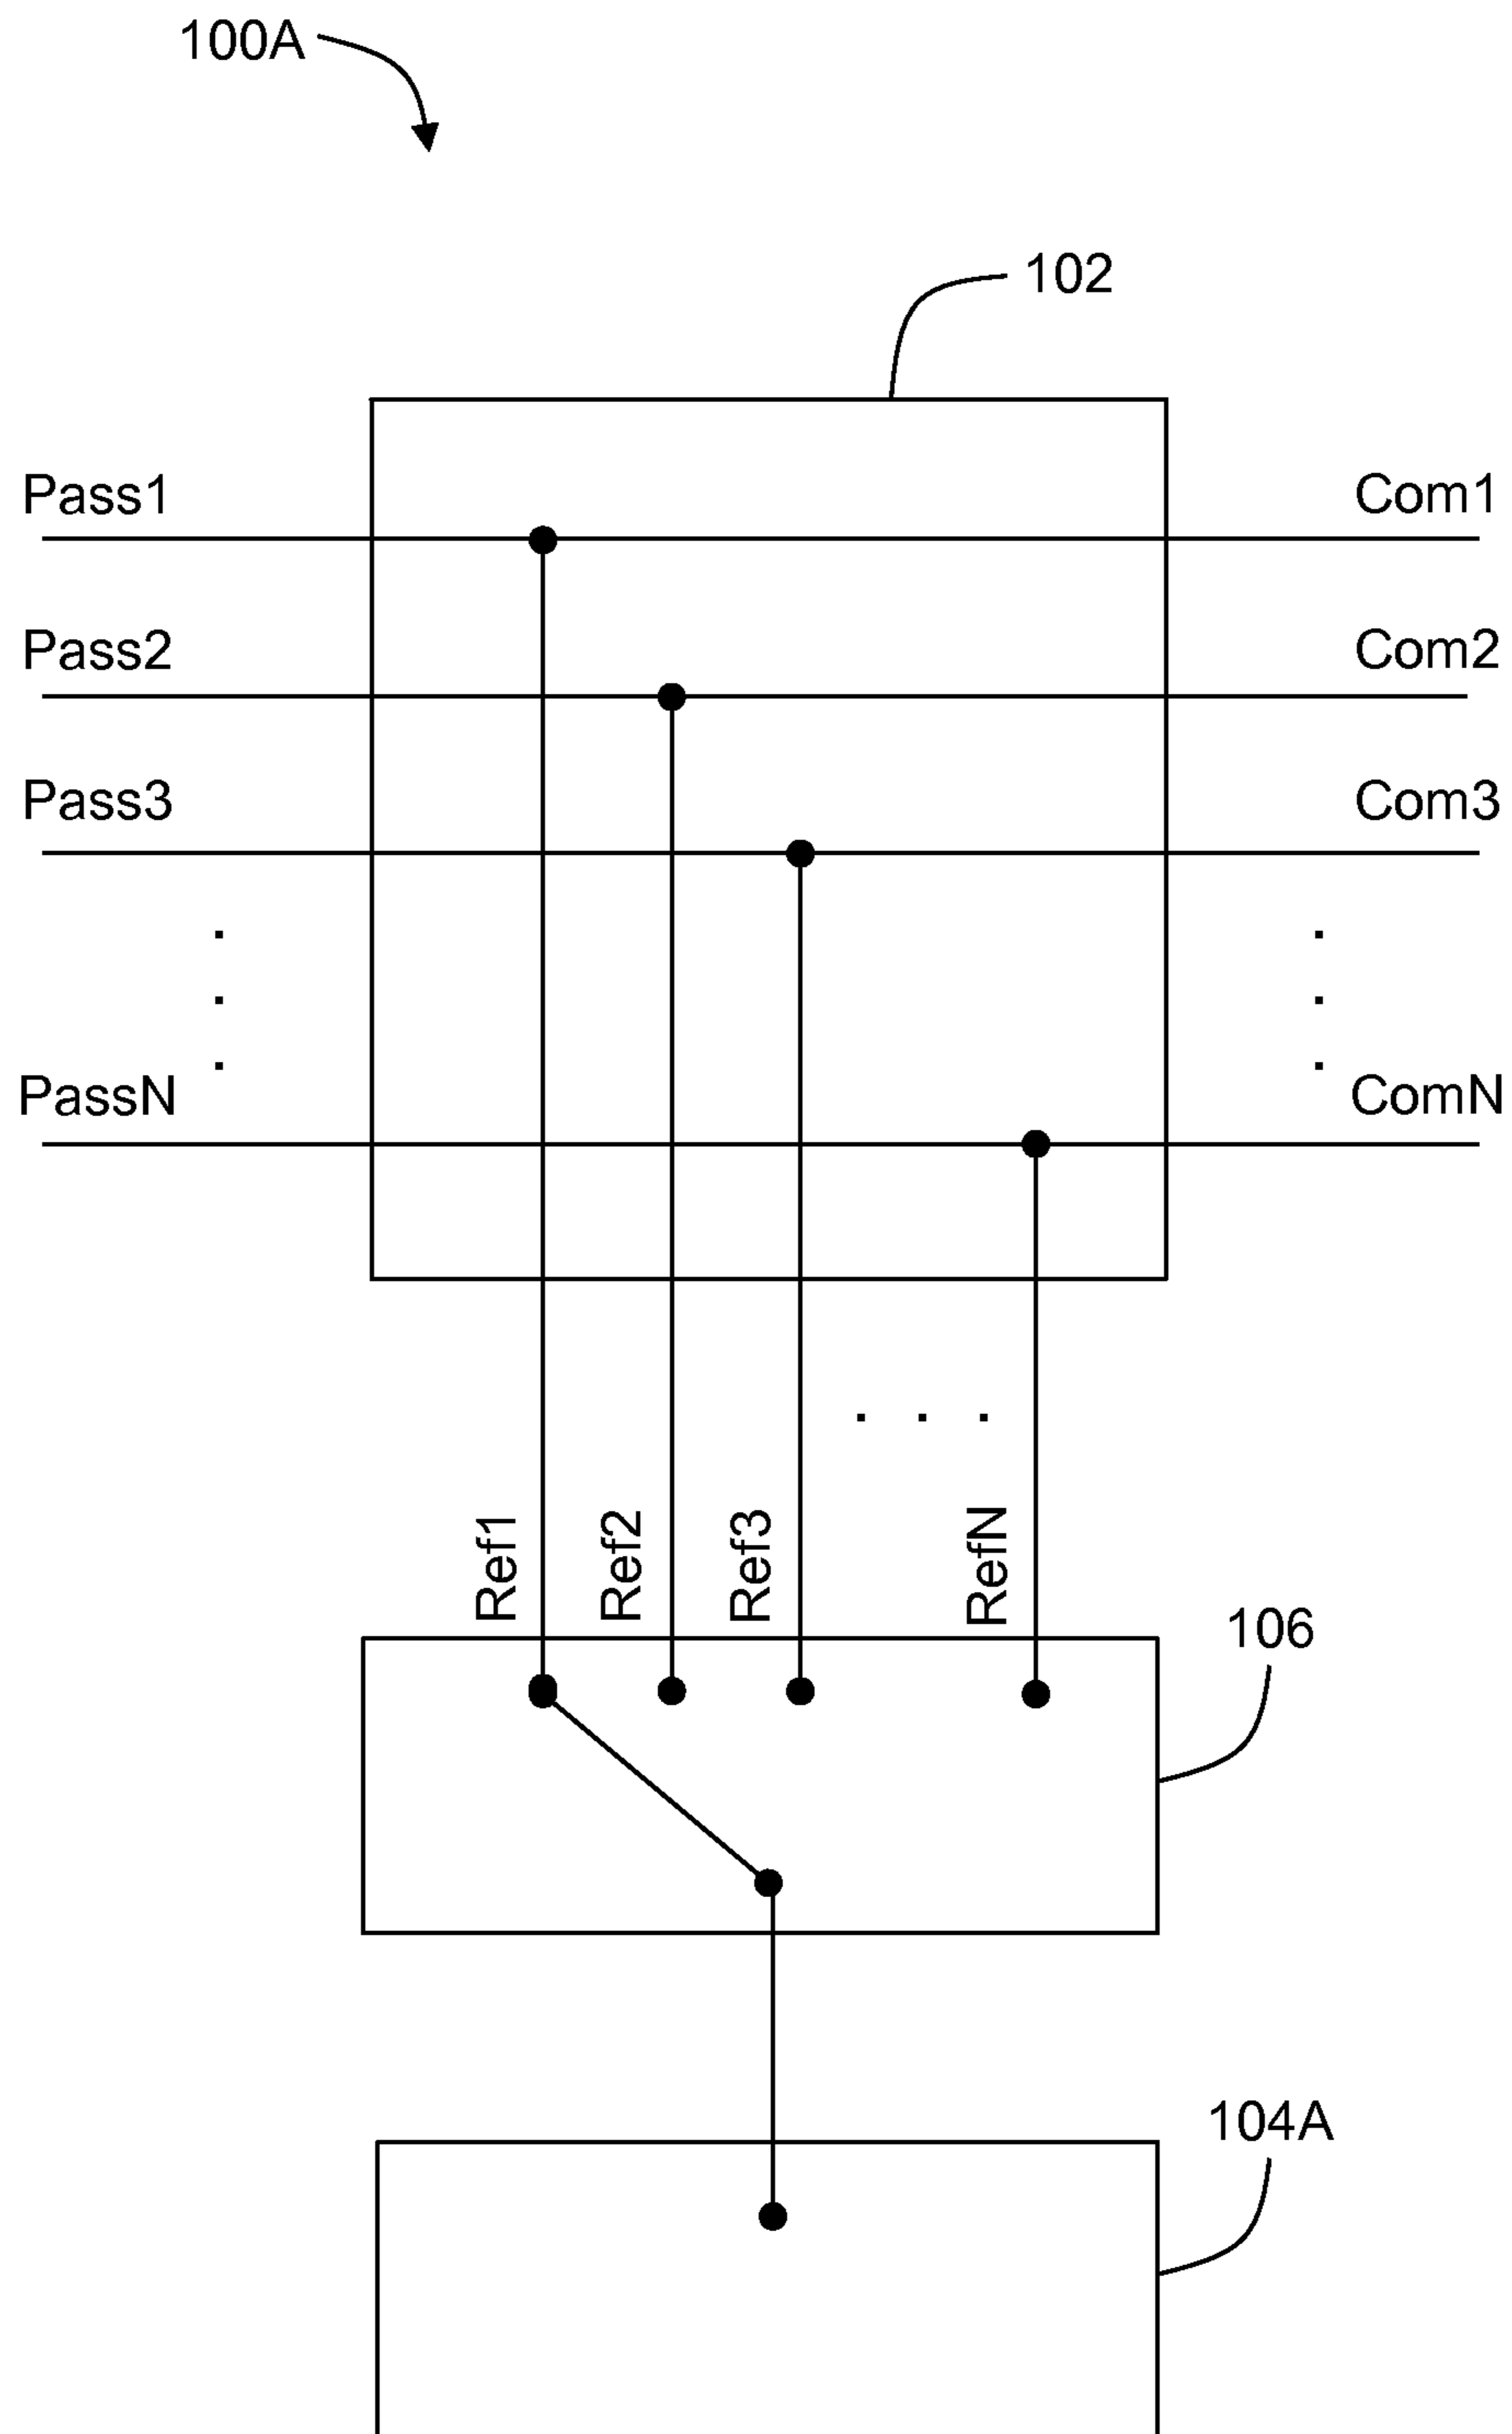 100A
102
Pass1 Com1
Pass2 Com2
Pass3 Com3
PassN ComN
Ref1 Ref2 Ref3 RefN
106
104A